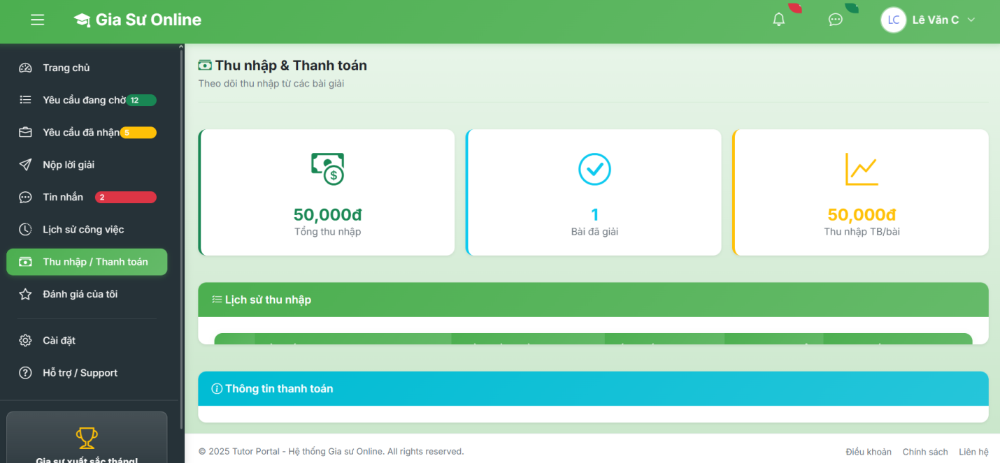 Gia Sư Online
LC
Lê Văn C
Trang chủ
Yêu cầu đang chờ 12
Yêu cầu đã nhận 5
Nộp lời giải
Tin nhắn 2
Lịch sử công việc
Thu nhập / Thanh toán
Đánh giá của tôi
Cài đặt
Hỗ trợ / Support
Gia sư xuất sắc tháng!
Thu nhập & Thanh toán
Theo dõi thu nhập từ các bài giải
50,000đ
Tổng thu nhập
1
Bài đã giải
50,000đ
Thu nhập TB/bài
Lịch sử thu nhập
Thông tin thanh toán
© 2025 Tutor Portal - Hệ thống Gia sư Online. All rights reserved.
Điều khoản
Chính sách
Liên hệ